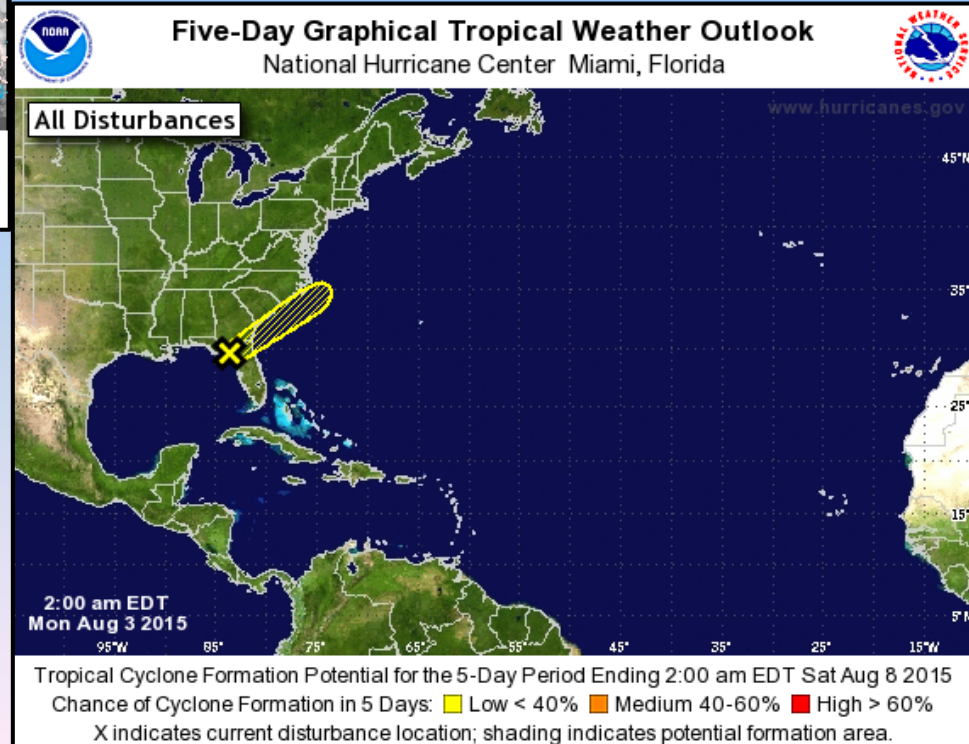 Five-Day Graphical Tropical Weather Outlook
National Hurricane Center Miami, Florida
NOAA
NATIONAL WEATHER SERVICE
www.hurricanes.gov
All Disturbances
45°N
35°
25°
15°
5°N
2:00 am EDT
Mon Aug 3 2015
95°W 85° 75° 65° 55° 45° 35° 25° 15°W
Tropical Cyclone Formation Potential for the 5-Day Period Ending 2:00 am EDT Sat Aug 8 2015
Chance of Cyclone Formation in 5 Days: Low < 40% Medium 40-60% High > 60%
X indicates current disturbance location; shading indicates potential formation area.